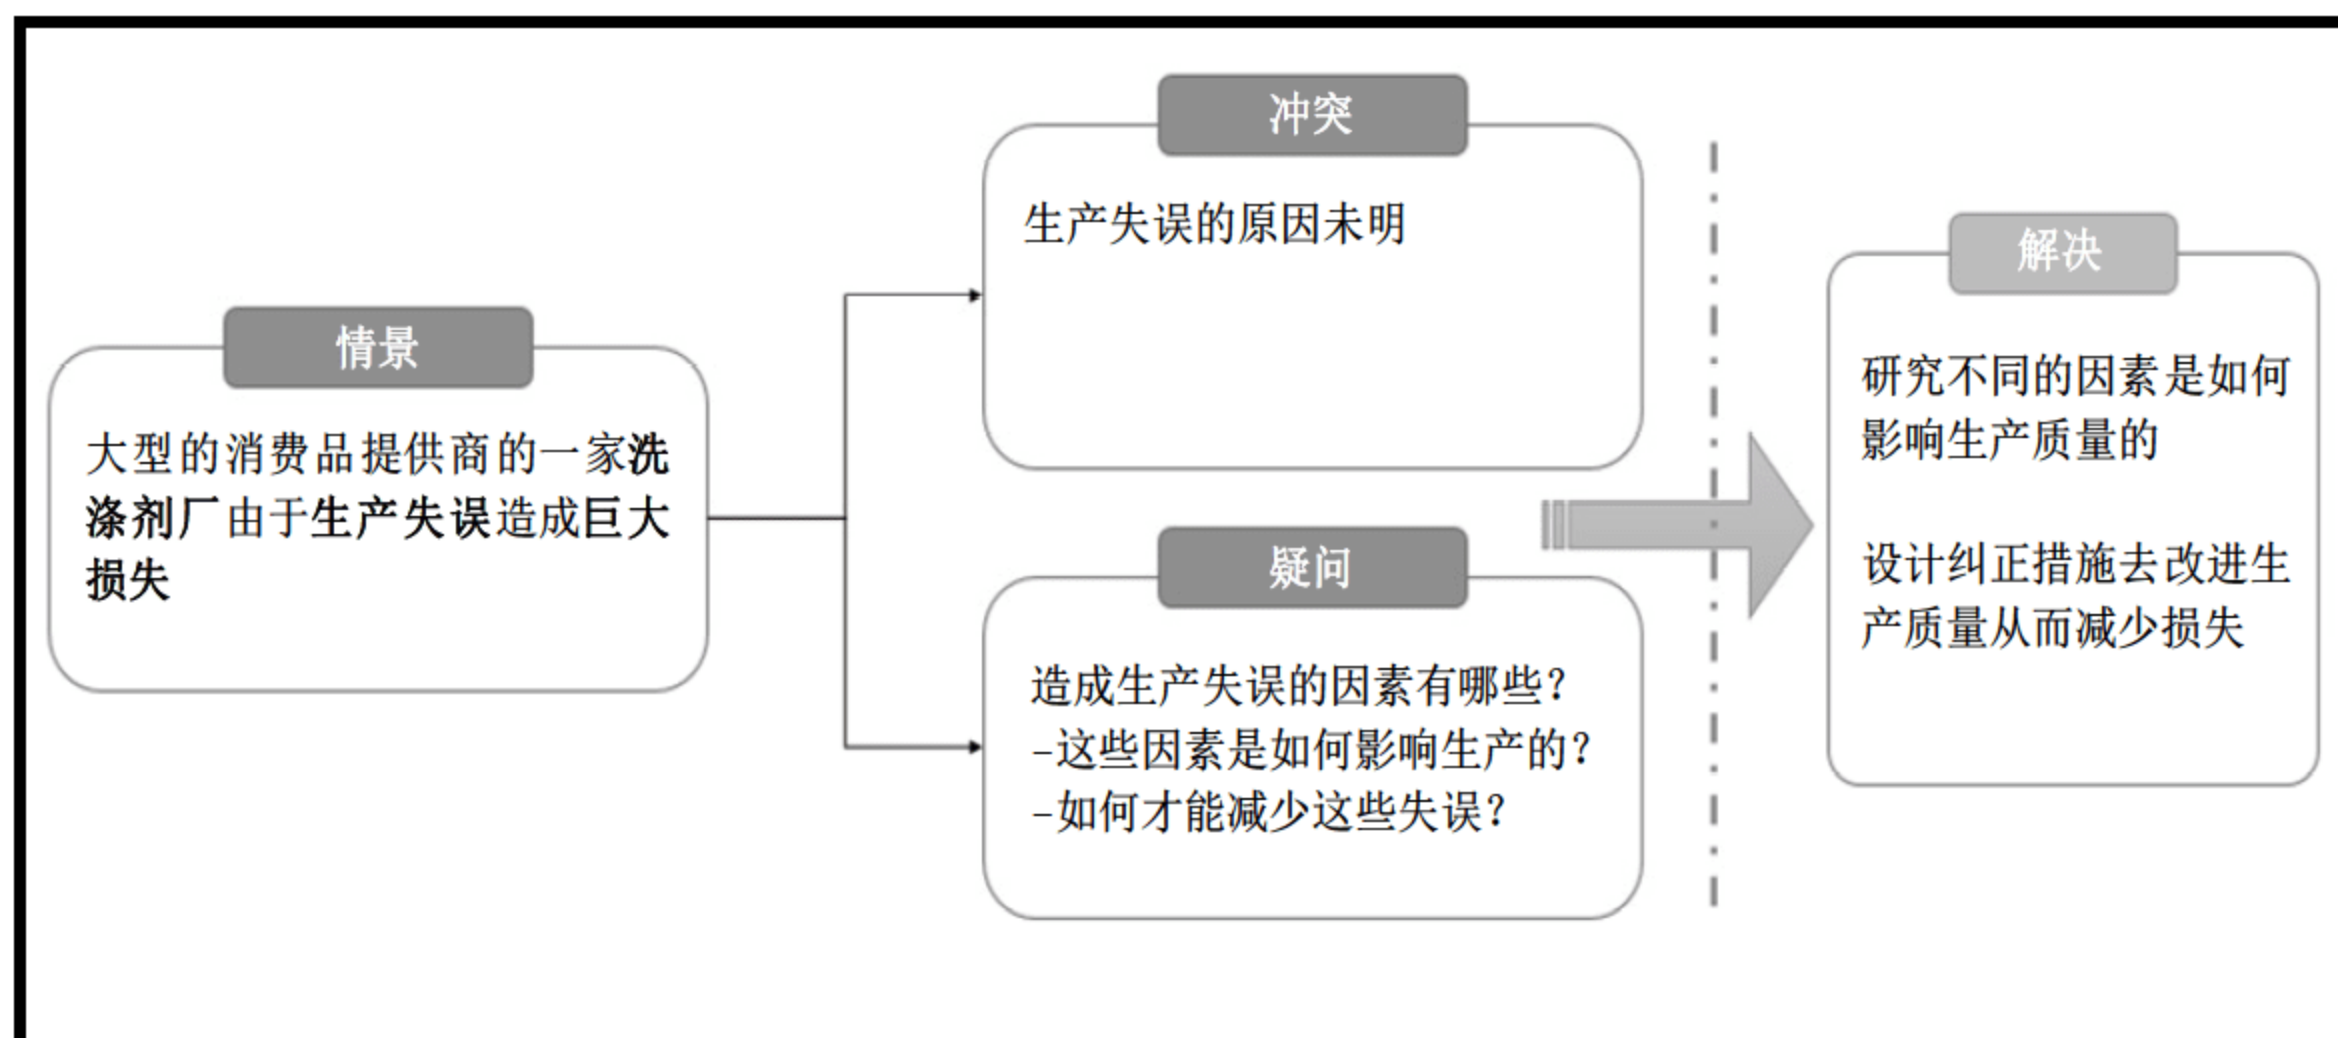 情景
大型的消费品提供商的一家洗
涤剂厂由于生产失误造成巨大
损失
冲突
生产失误的原因未明
疑问
造成生产失误的因素有哪些？
-这些因素是如何影响生产的？
-如何才能减少这些失误？
解决
研究不同的因素是如何
影响生产质量的
设计纠正措施去改进生
产质量从而减少损失